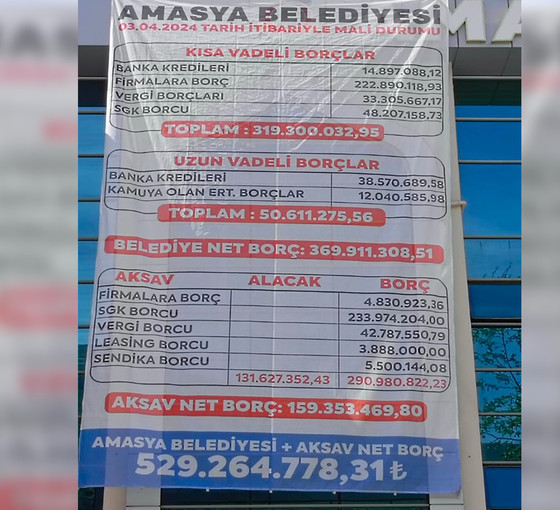 AMASYA BELEDİYESİ
03.04.2024 TARİH İTİBARİYLE MALİ DURUMU
KISA VADELİ BORÇLAR
BANKA KREDİLERİ 14.897.088,12
FİRMALARA BORÇ 222.890.118,93
VERGİ BORÇLARI 33.305.667,17
SGK BORCU 48.207.158,73
TOPLAM : 319.300.032,95
UZUN VADELİ BORÇLAR
BANKA KREDİLERİ 38.570.689,58
KAMUYA OLAN ERT. BORÇLAR 12.040.585,98
TOPLAM : 50.611.275,56
BELEDİYE NET BORÇ: 369.911.308,51
AKSAV ALACAK BORÇ
FİRMALARA BORÇ 4.830.923,36
SGK BORCU 233.974.204,00
VERGİ BORCU 42.787.550,79
LEASING BORCU 3.888.000,00
SENDİKA BORCU 5.500.144,08
131.627.352,43 290.980.822,23
AKSAV NET BORÇ: 159.353.469,80
AMASYA BELEDİYESİ + AKSAV NET BORÇ
529.264.778,31 ₺